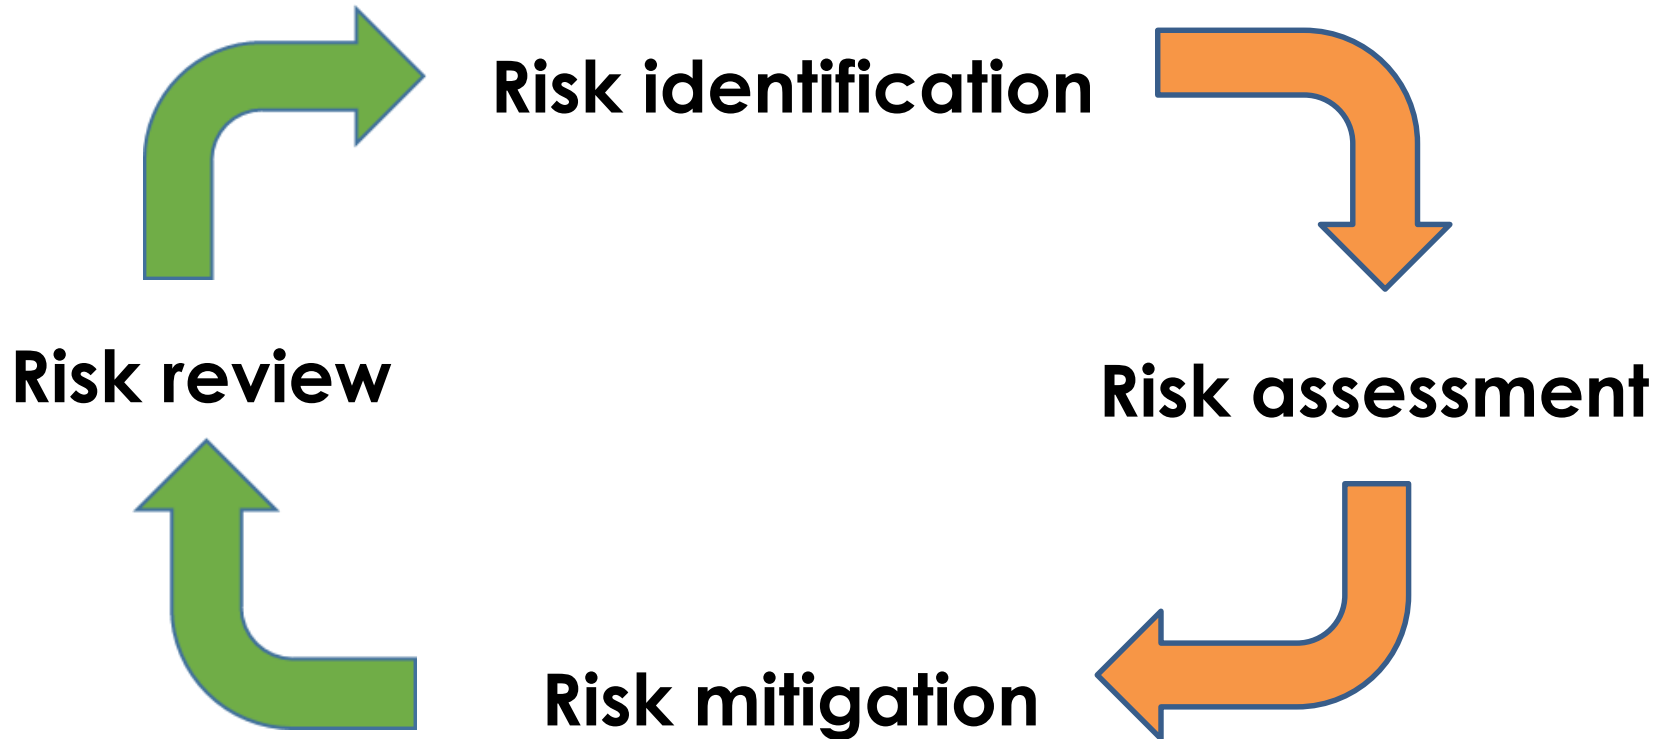 Risk identification
Risk review
Risk assessment
Risk mitigation